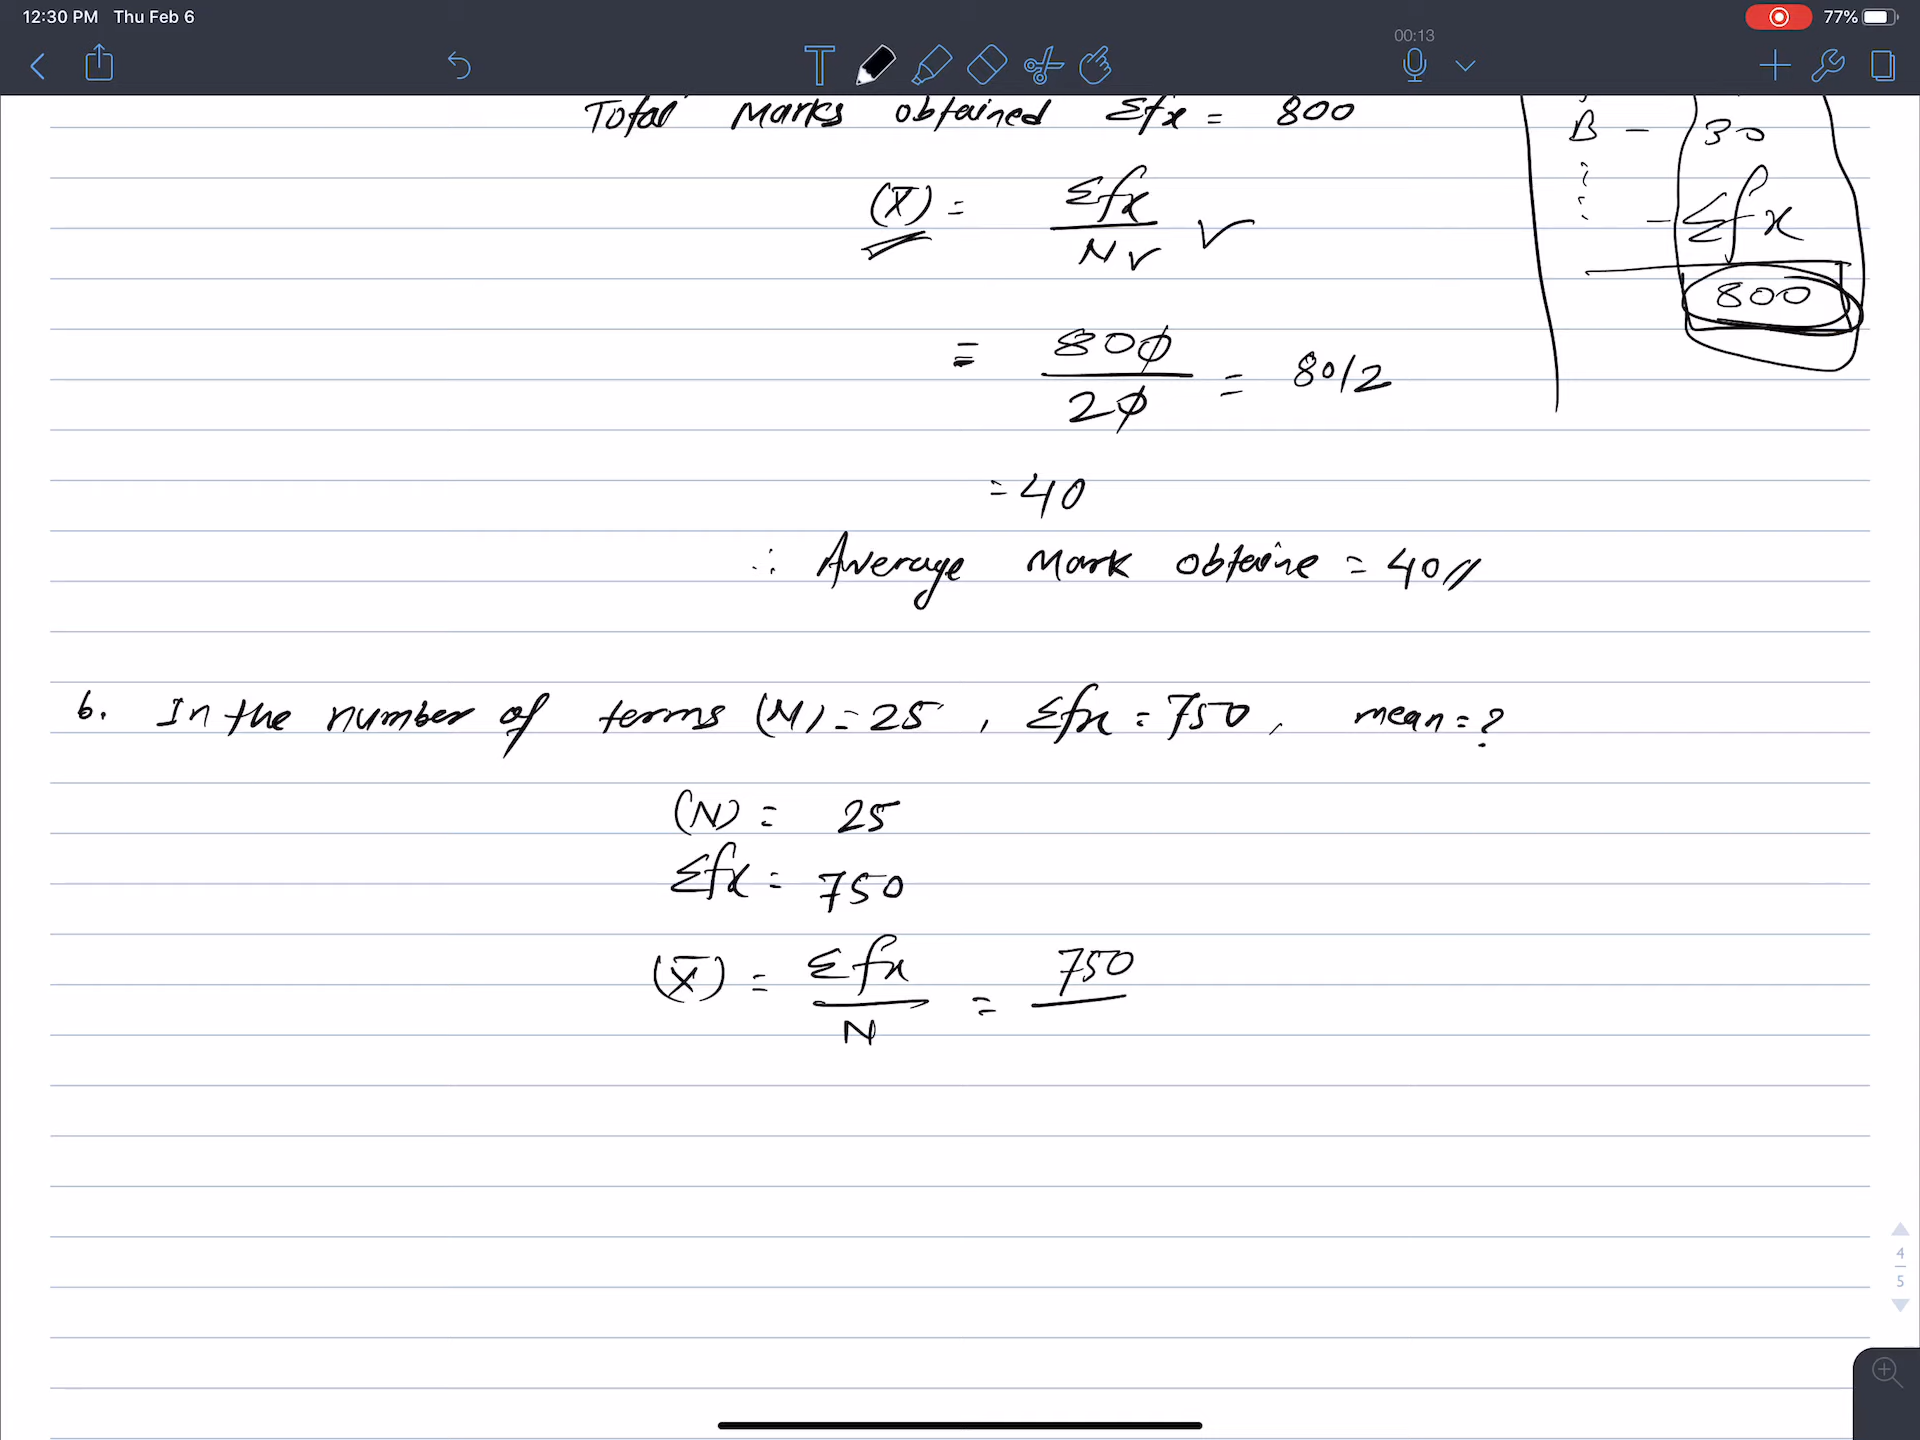 12:30 PM Thu Feb 6
77%
00:13
Total Marks obtained Σfx = 800
B - 30
Σfx
800
(X̅) = Σfx / N
= 800 / 20 = 80/2
= 40
∴ Average Mark obtaine = 40//
6. In the number of terms (N) = 25, Σfx = 750, mean = ?
(N) = 25
Σfx = 750
(X̅) = Σfx / N = 750
4
5